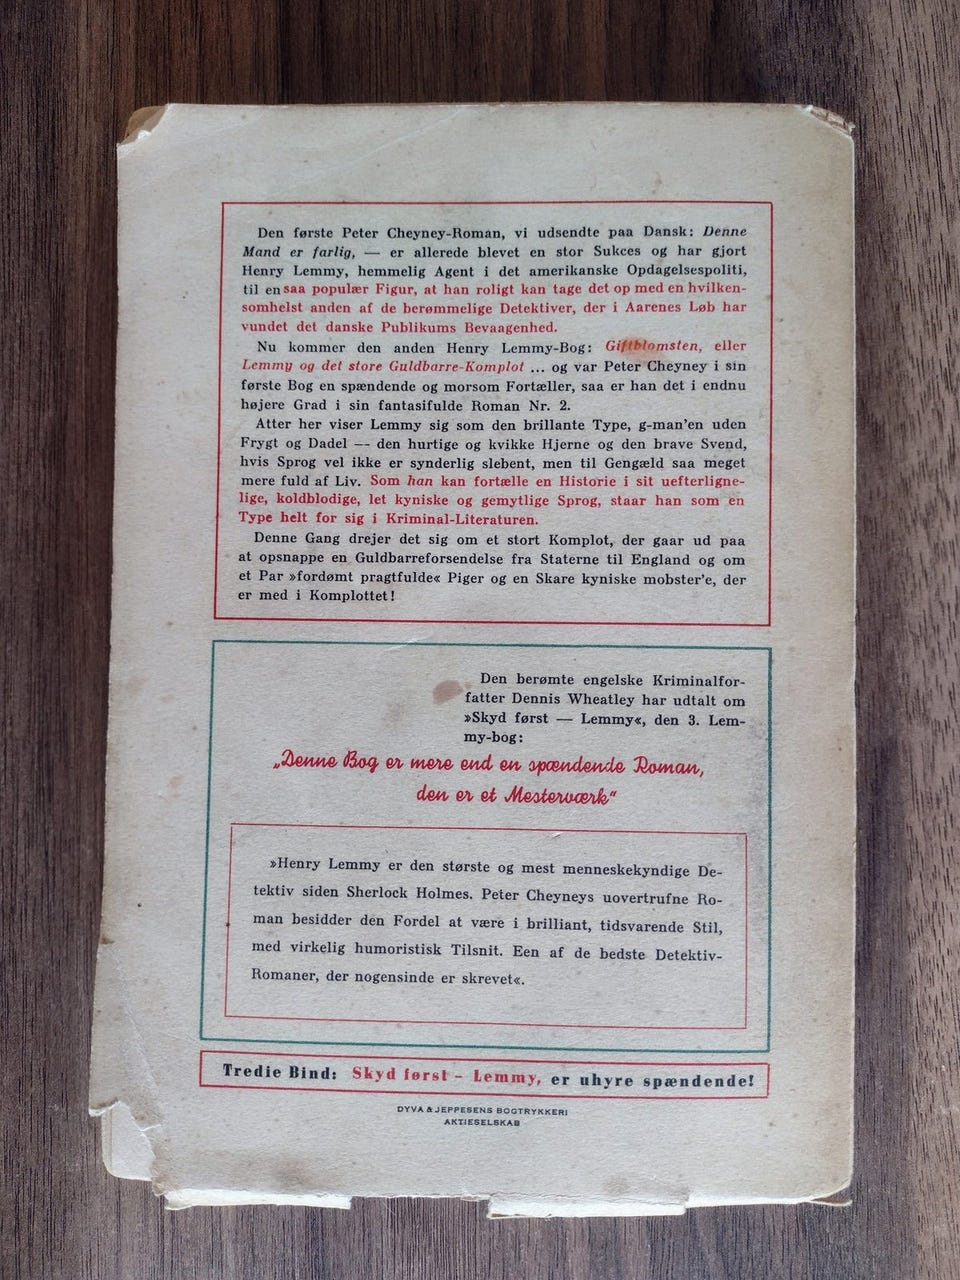 Den første Peter Cheyney-Roman, vi udsendte paa Dansk: Denne
Mand er farlig, — er allerede blevet en stor Sukces og har gjort
Henry Lemmy, hemmelig Agent i det amerikanske Opdagelsespoliti,
til en saa populær Figur, at han roligt kan tage det op med en hvilken-
somhelst anden af de berømmelige Detektiver, der i Aarenes Løb har
vundet det danske Publikums Bevaagenhed.
Nu kommer den anden Henry Lemmy-Bog: Giftblomsten, eller
Lemmy og det store Guldbarre-Komplot ... og var Peter Cheyney i sin
første Bog en spændende og morsom Fortæller, saa er han det i endnu
højere Grad i sin fantasifulde Roman Nr. 2.
Atter her viser Lemmy sig som den brillante Type, g-man'en uden
Frygt og Dadel — den hurtige og kvikke Hjerne og den brave Svend,
hvis Sprog vel ikke er synderlig slebent, men til Gengæld saa meget
mere fuld af Liv. Som han kan fortælle en Historie i sit uefterligne-
lige, koldblodige, let kyniske og gemytlige Sprog, staar han som en
Type helt for sig i Kriminal-Literaturen.
Denne Gang drejer det sig om et stort Komplot, der gaar ud paa
at opsnappe en Guldbarreforsendelse fra Staterne til England og om
et Par »fordømt pragtfulde« Piger og en Skare kyniske mobster'e, der
er med i Komplottet!
Den berømte engelske Kriminalfor-
fatter Dennis Wheatley har udtalt om
»Skyd først — Lemmy«, den 3. Lem-
my-bog:
„Denne Bog er mere end en spændende Roman,
den er et Mesterværk“
»Henry Lemmy er den største og mest menneskekyndige De-
tektiv siden Sherlock Holmes. Peter Cheyneys uovertrufne Ro-
man besidder den Fordel at være i brilliant, tidsvarende Stil,
med virkelig humoristisk Tilsnit. Een af de bedste Detektiv-
Romaner, der nogensinde er skrevet«.
Tredie Bind: Skyd først - Lemmy, er uhyre spændende!
DYVA & JEPPESENS BOGTRYKKERI
AKTIESELSKAB